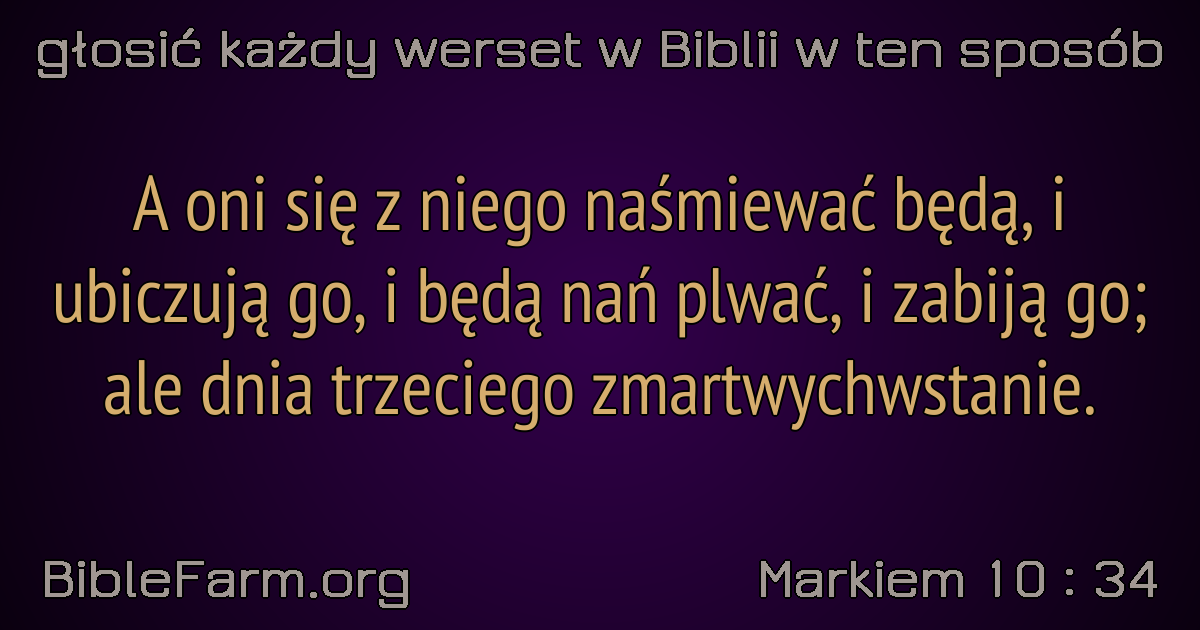 głosić każdy werset w Biblii w ten sposób
A oni się z niego naśmiewać będą, i
ubiczują go, i będą nań plwać, i zabiją go;
ale dnia trzeciego zmartwychwstanie.
BibleFarm.org
Markiem 10 : 34